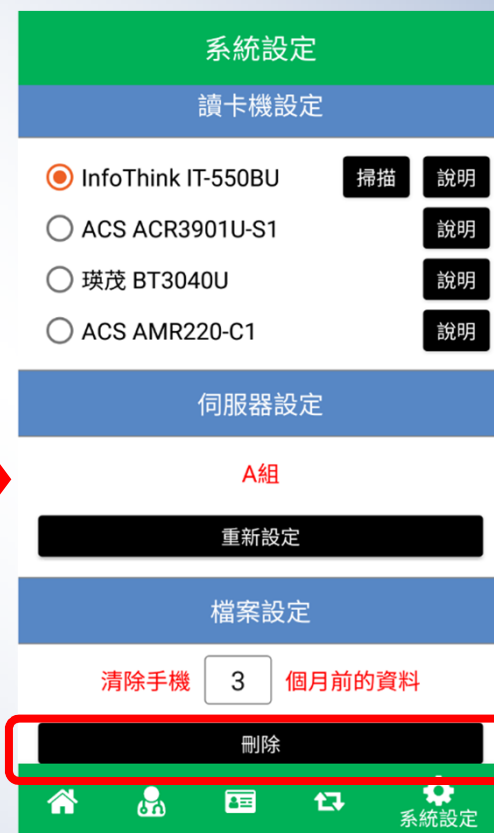 系統設定
讀卡機設定
InfoThink IT-550BU 掃描 說明
ACS ACR3901U-S1 說明
瑛茂 BT3040U 說明
ACS AMR220-C1 說明
伺服器設定
A組
重新設定
檔案設定
清除手機 3 個月前的資料
刪除
系統設定